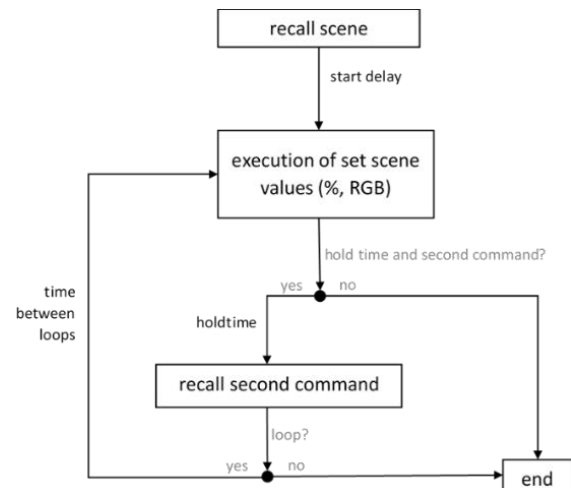 recall scene
start delay
execution of set scene
values (%, RGB)
hold time and second command?
yes no
time
between
loops
holdtime
recall second command
loop?
yes no
end